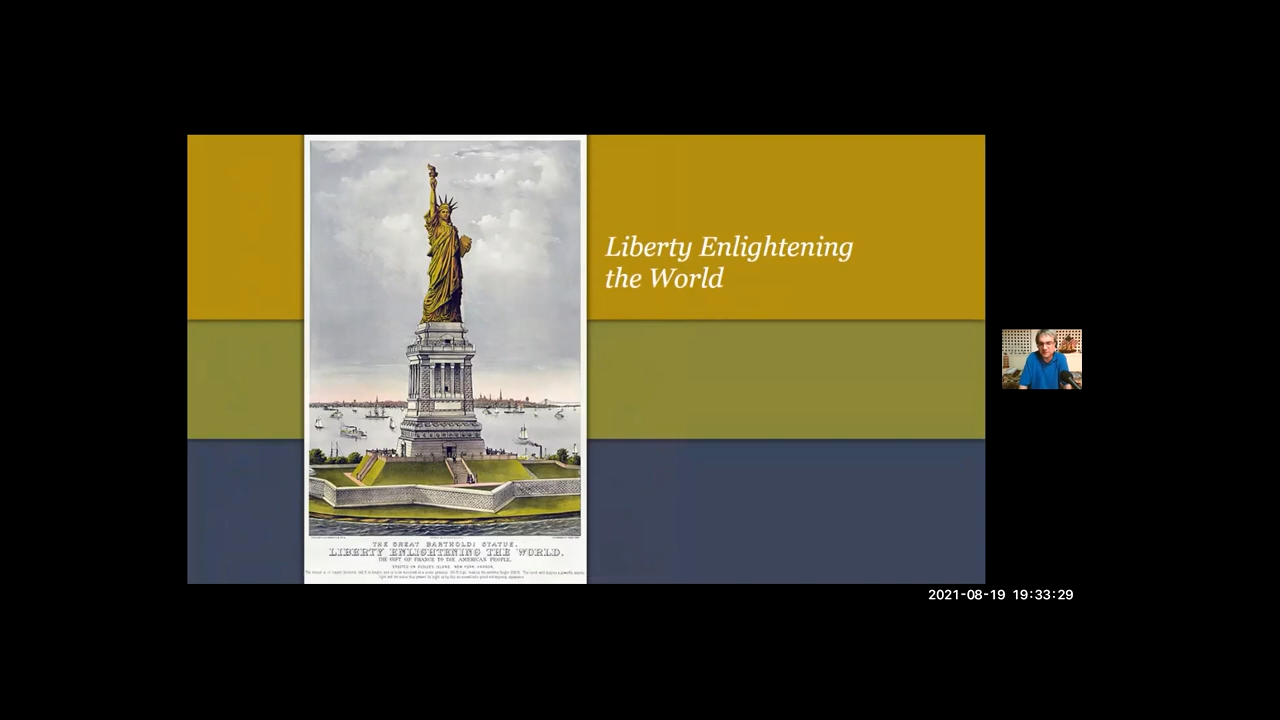 Liberty Enlightening
the World
THE GREAT BARTHOLDI STATUE,
LIBERTY ENLIGHTENING THE WORLD.
THE GIFT OF FRANCE TO THE AMERICAN PEOPLE.
ERECTED ON BEDLOE'S ISLAND, NEW YORK HARBOR.
2021-08-19 19:33:29